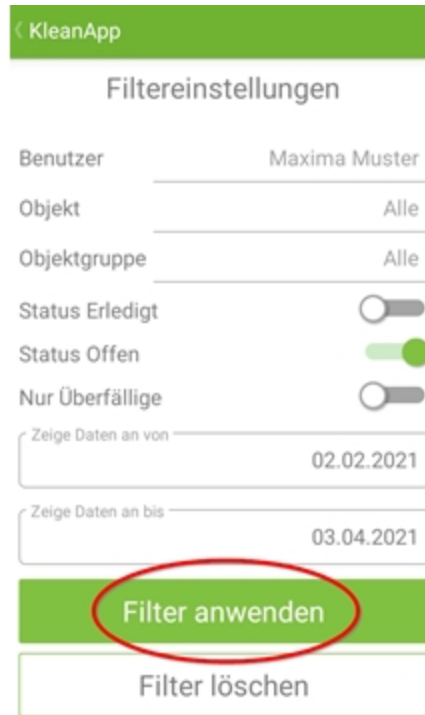 KleanApp
Filtereinstellungen
Benutzer Maxima Muster
Objekt Alle
Objektgruppe Alle
Status Erledigt
Status Offen
Nur Überfällige
Zeige Daten an von
02.02.2021
Zeige Daten an bis
03.04.2021
Filter anwenden
Filter löschen